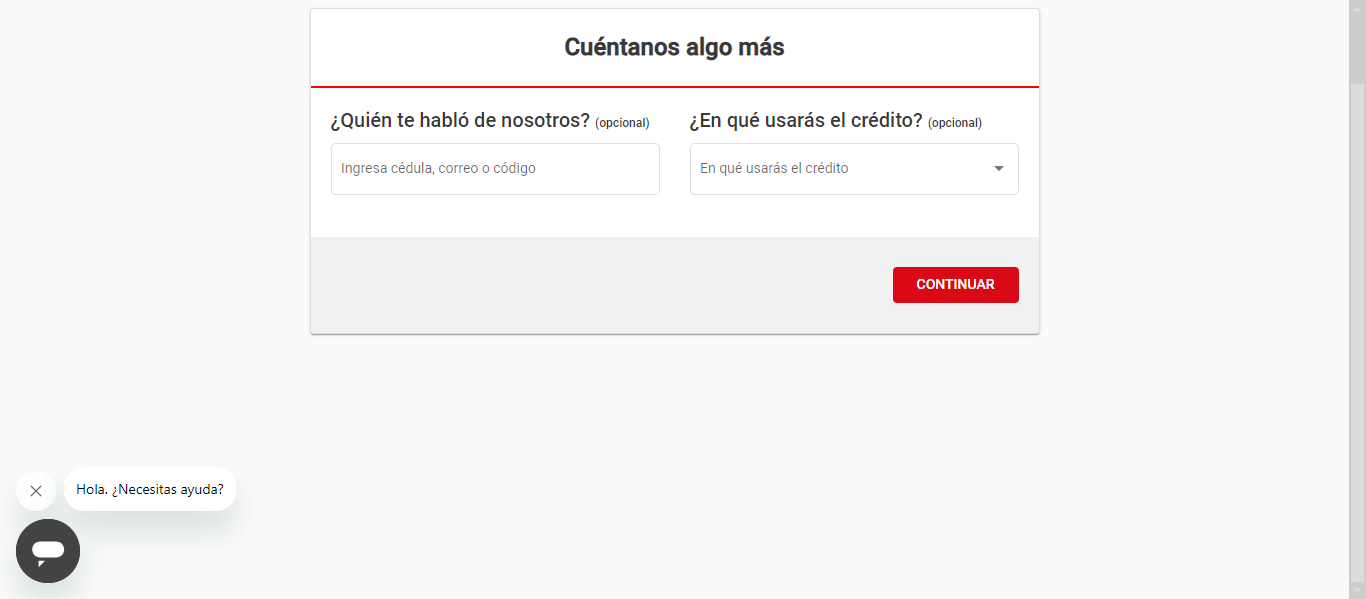 Cuéntanos algo más
¿Quién te habló de nosotros? (opcional)
Ingresa cédula, correo o código
¿En qué usarás el crédito? (opcional)
En qué usarás el crédito
CONTINUAR
Hola. ¿Necesitas ayuda?